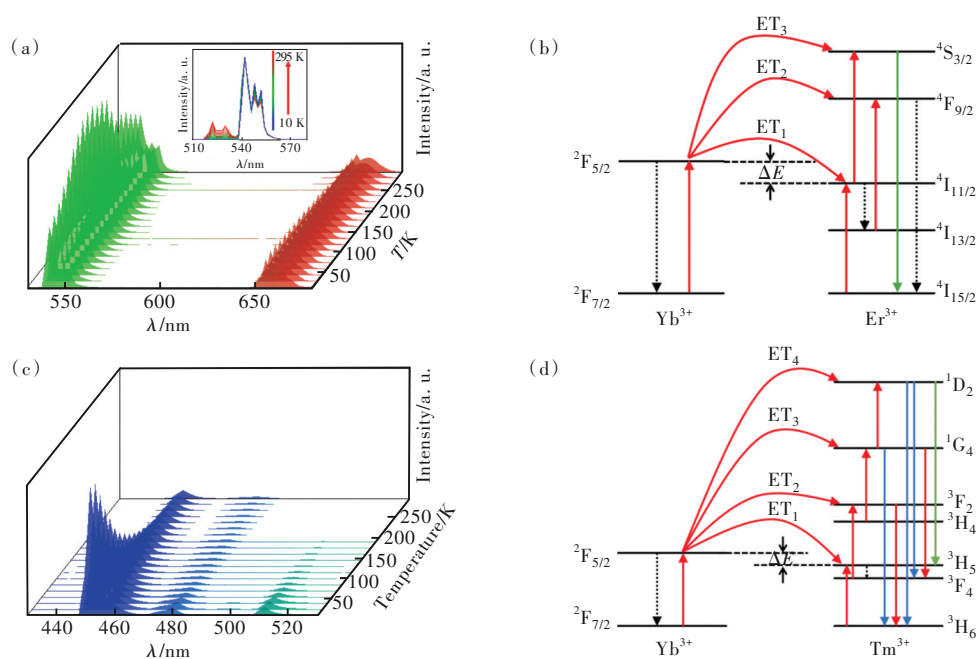 (a)
Intensity/a. u.
295 K
10 K
510 540 570
λ/nm
Intensity/a. u.
250
200
150
100
50
T/K
550 600 650
λ/nm
(b)
ET₃
ET₂
ET₁
²F₅/₂
ΔE
²F₇/₂
Yb³⁺
⁴S₃/₂
⁴F₉/₂
⁴I₁₁/₂
⁴I₁₃/₂
⁴I₁₅/₂
Er³⁺
(c)
Intensity/a. u.
250
200
150
100
50
Temperature/K
440 460 480 500 520
λ/nm
(d)
ET₄
ET₃
ET₂
ET₁
²F₅/₂
ΔE
²F₇/₂
Yb³⁺
¹D₂
¹G₄
³F₂
³H₄
³H₅
³F₄
³H₆
Tm³⁺